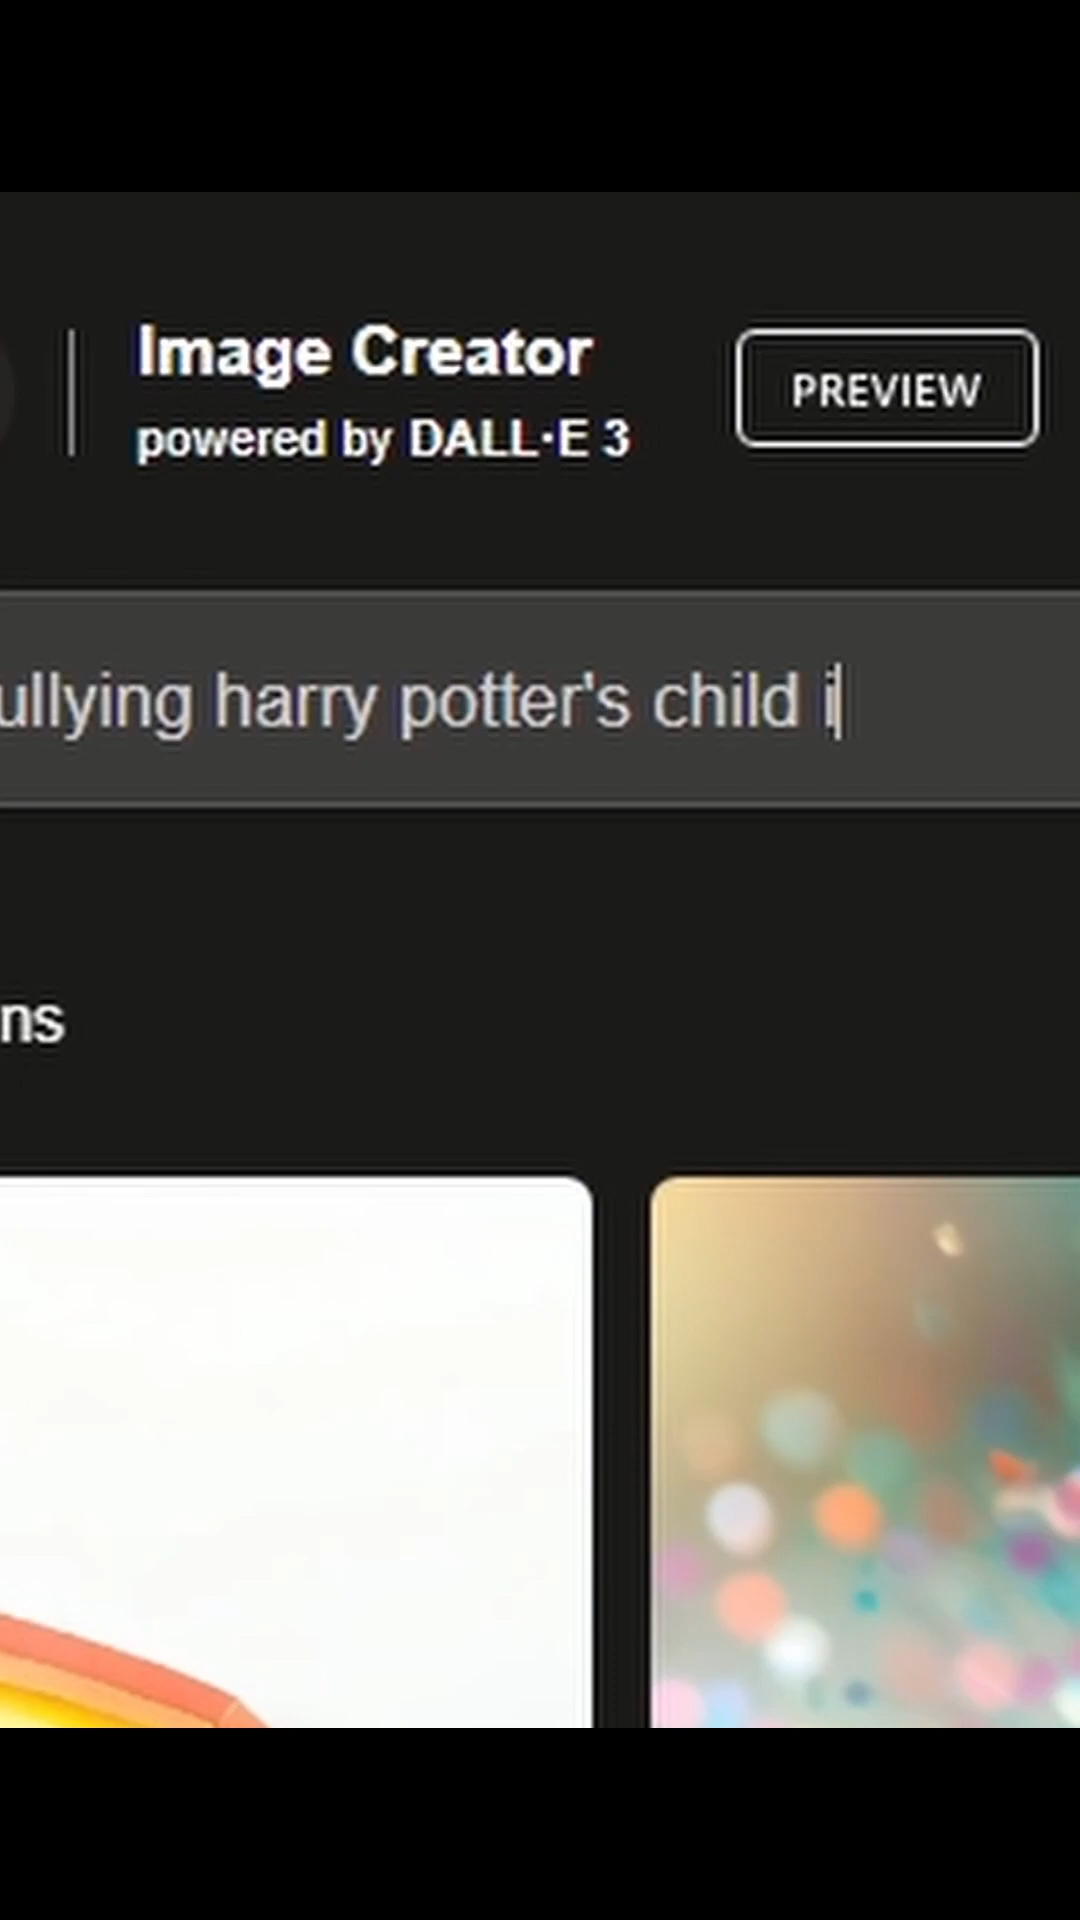 Image Creator
PREVIEW
powered by DALL·E 3
ullying harry potter's child i
ns